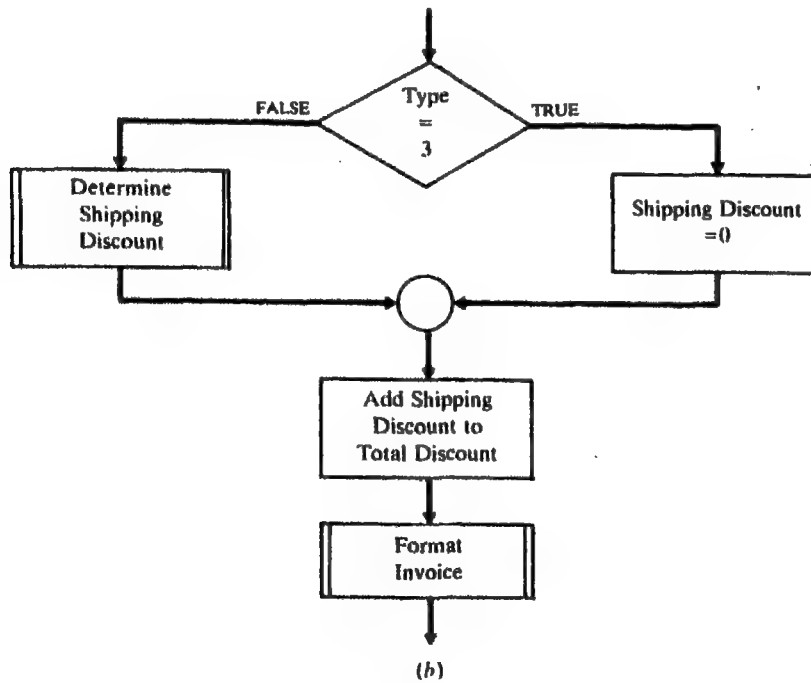 Type
=
3
FALSE
TRUE
Determine
Shipping
Discount
Shipping Discount
=0
Add Shipping
Discount to
Total Discount
Format
Invoice
(b)